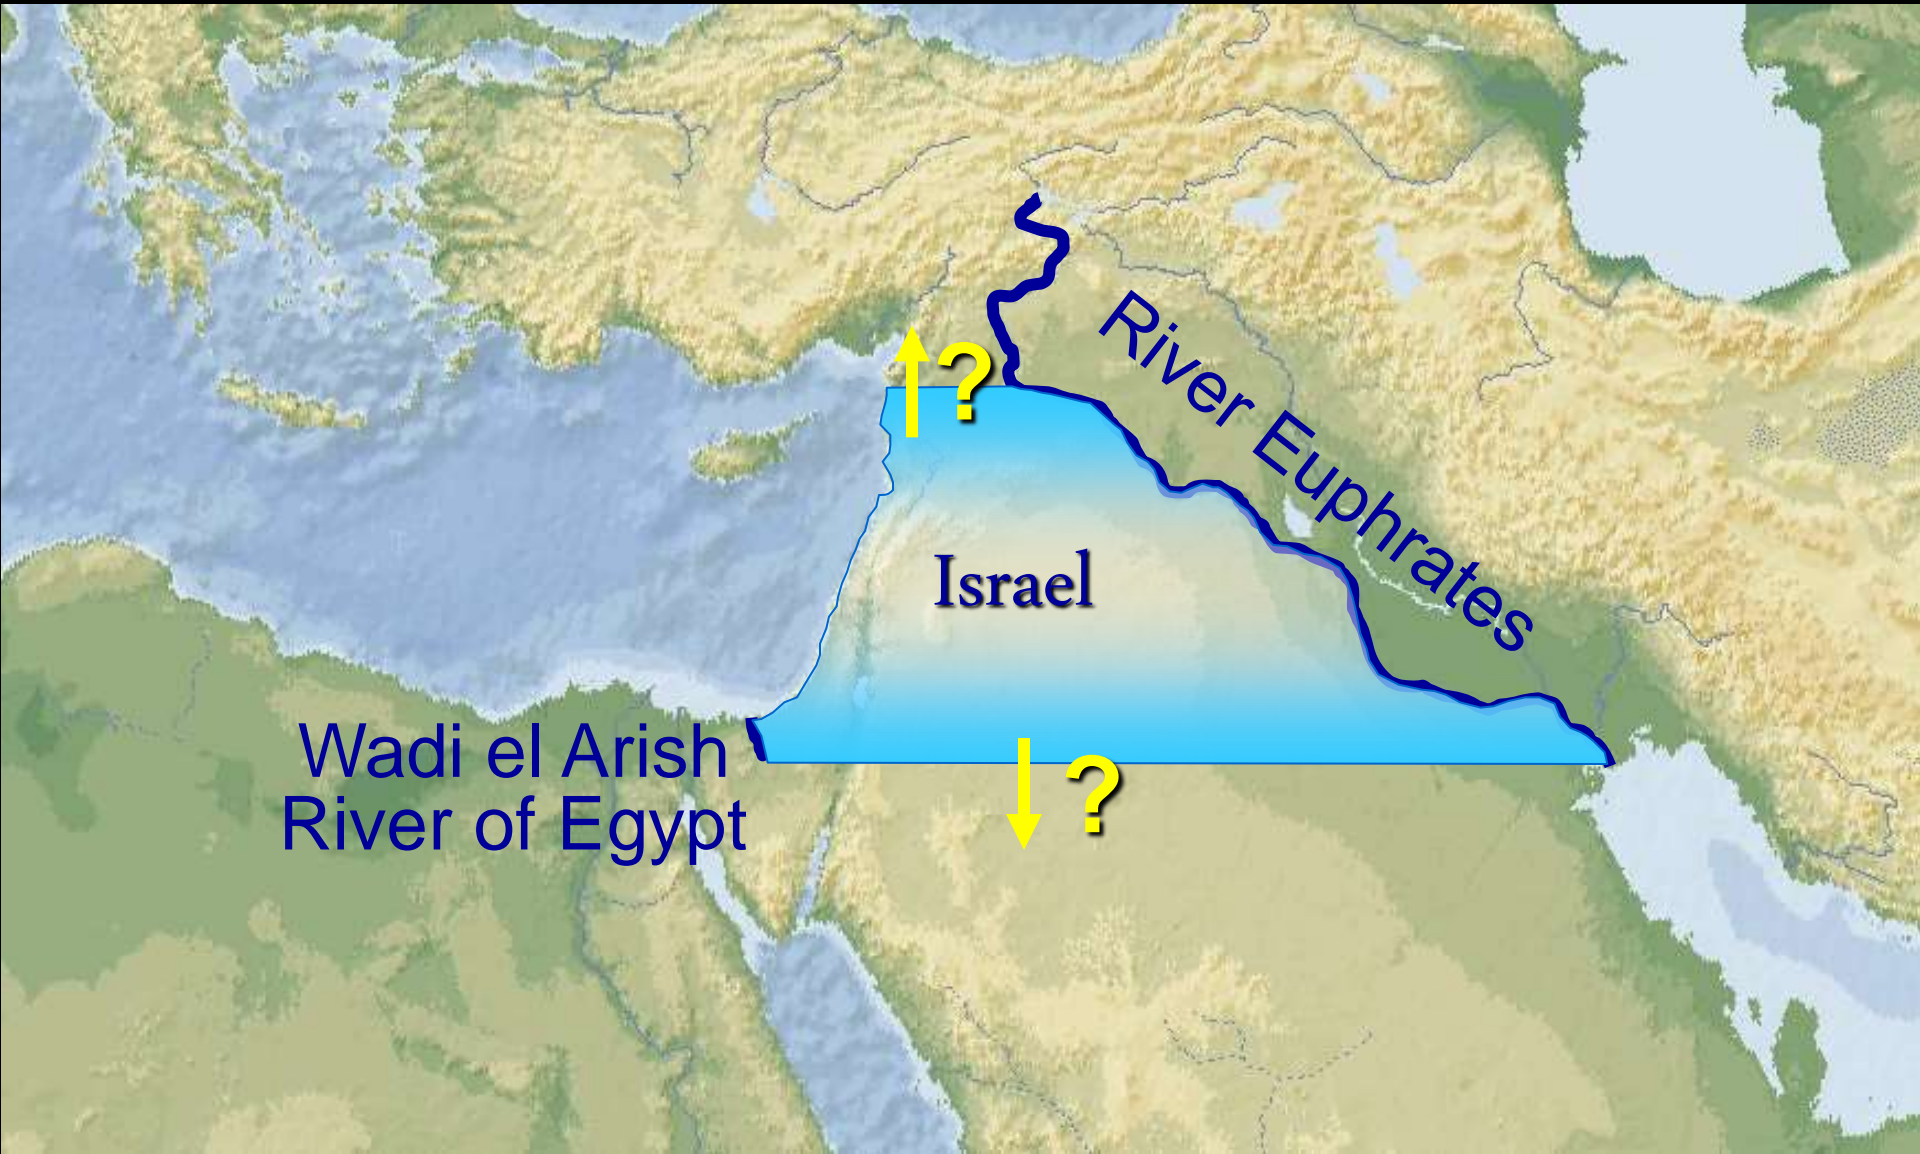 ?
River Euphrates
Israel
Wadi el Arish
River of Egypt
?